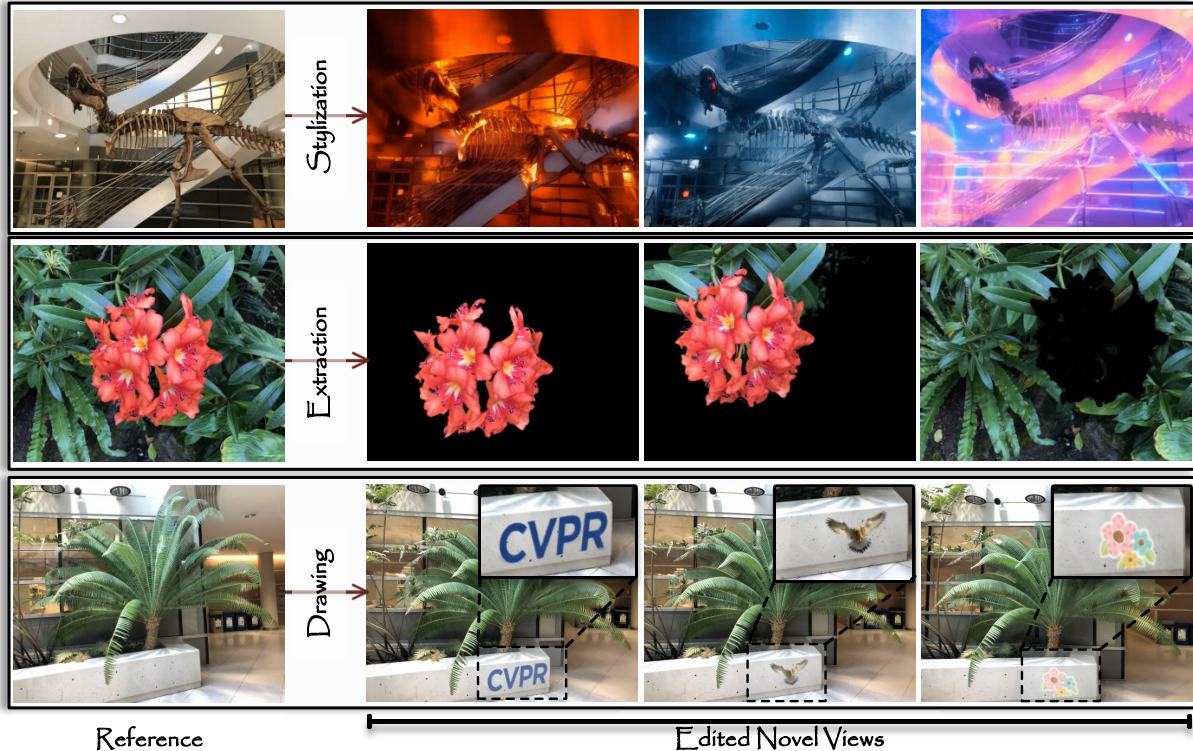 Stylization
Extraction
Drawing
CVPR
CVPR
Reference
Edited Novel Views